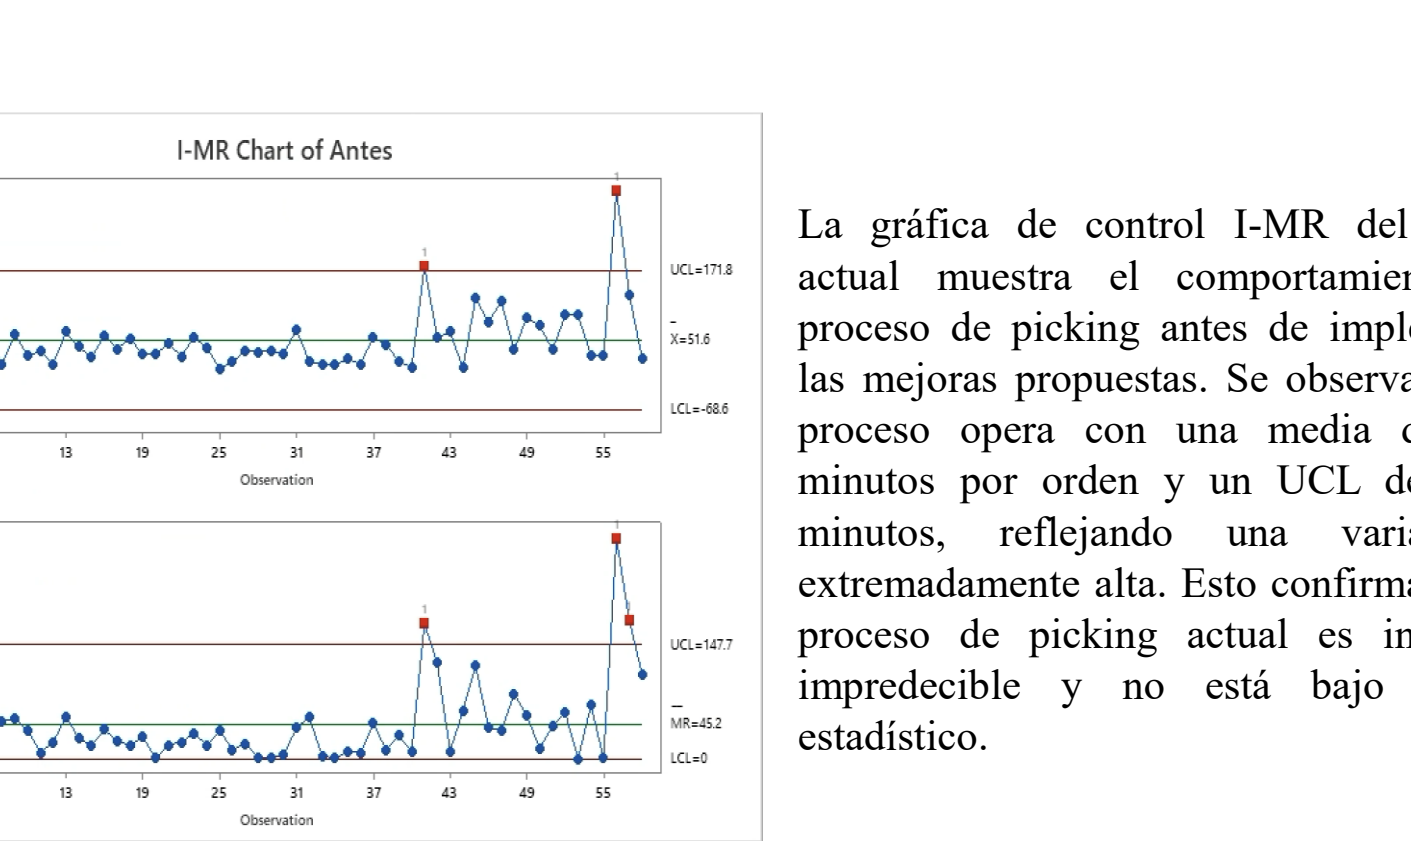 I-MR Chart of Antes
1
1
UCL=171.8
X=51.6
LCL=-68.6
13 19 25 31 37 43 49 55
Observation
1
1
UCL=147.7
MR=45.2
LCL=0
13 19 25 31 37 43 49 55
Observation
La gráfica de control I-MR del
actual muestra el comportamien
proceso de picking antes de imple
las mejoras propuestas. Se observa
proceso opera con una media
minutos por orden y un UCL de
minutos, reflejando una varia
extremadamente alta. Esto confirma
proceso de picking actual es in
impredecible y no está bajo
estadístico.